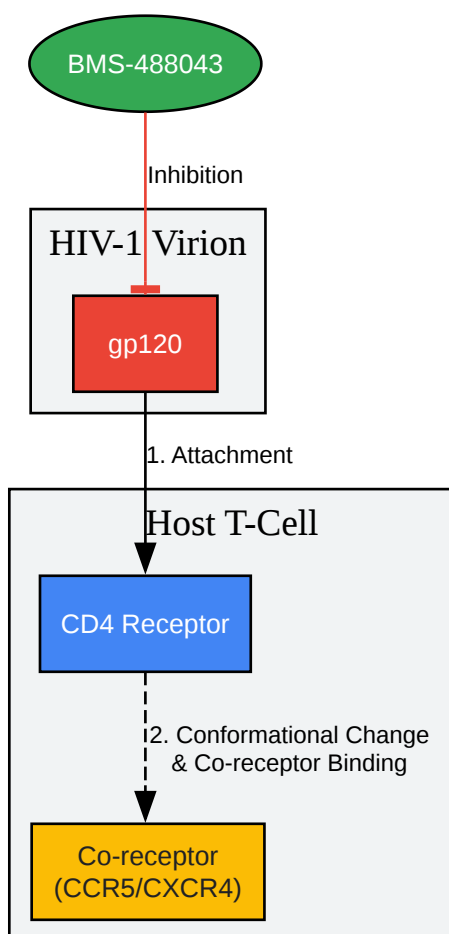 BMS-488043
Inhibition
HIV-1 Virion
gp120
1. Attachment
Host T-Cell
CD4 Receptor
2. Conformational Change
& Co-receptor Binding
Co-receptor
(CCR5/CXCR4)